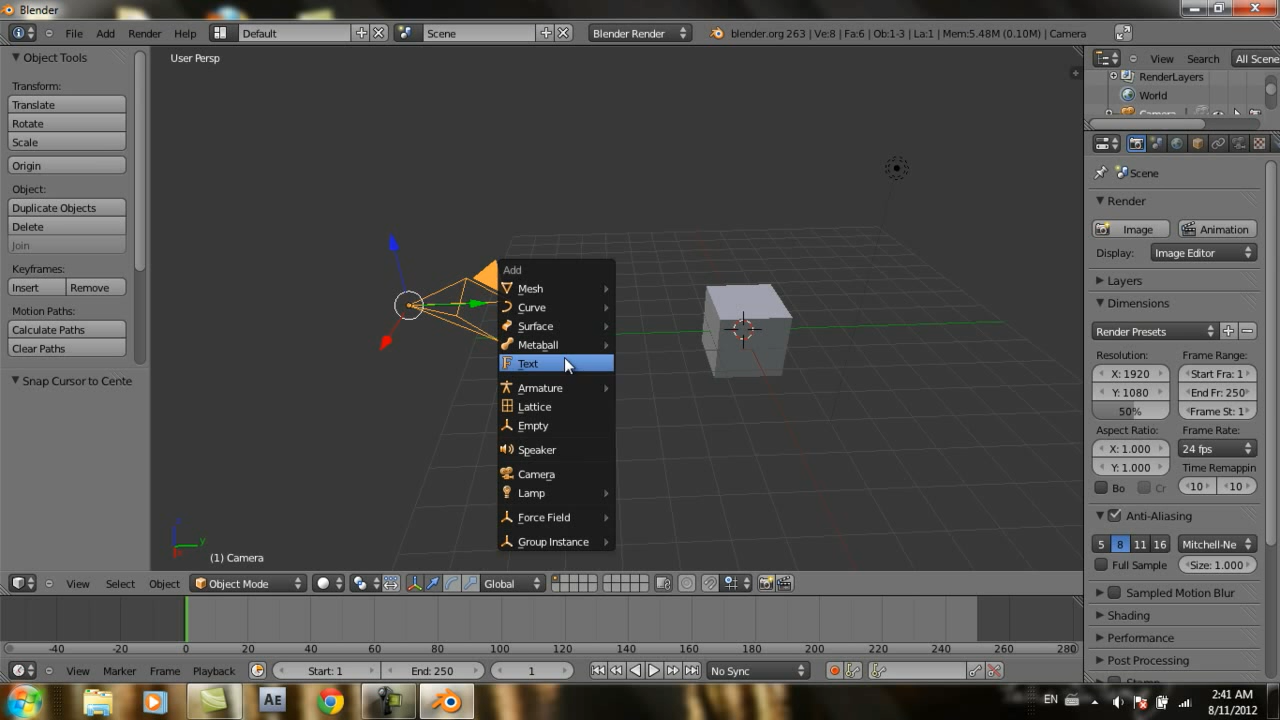 Blender
File Add Render Help Default Scene Blender Render blender.org 263 | Ve:8 | Fa:6 | Ob:1-3 | La:1 | Mem:5.48M (0.10M) | Camera
View Search All Scene
RenderLayers
World
Camera
Object Tools
Transform:
Translate
Rotate
Scale
Origin
Object:
Duplicate Objects
Delete
Join
Keyframes:
Insert Remove
Motion Paths:
Calculate Paths
Clear Paths
Snap Cursor to Cente
User Persp
Add
Mesh
Curve
Surface
Metaball
Text
Armature
Lattice
Empty
Speaker
Camera
Lamp
Force Field
Group Instance
z
y
(1) Camera
Scene
Render
Image Animation
Display: Image Editor
Layers
Dimensions
Render Presets
Resolution: Frame Range:
X: 1920 Start Fra: 1
Y: 1080 End Fr: 250
50% Frame St: 1
Aspect Ratio: Frame Rate:
X: 1.000 24 fps
Y: 1.000 Time Remappin
Bo Cr 10 10
Anti-Aliasing
5 8 11 16 Mitchell-Ne
Full Sample Size: 1.000
Sampled Motion Blur
Shading
Performance
Post Processing
View Select Object Object Mode Global
-40 -20 0 20 40 60 80 100 120 140 160 180 200 220 240 260 280
View Marker Frame Playback Start: 1 End: 250 1 No Sync
Ae
EN
2:41 AM
8/11/2012